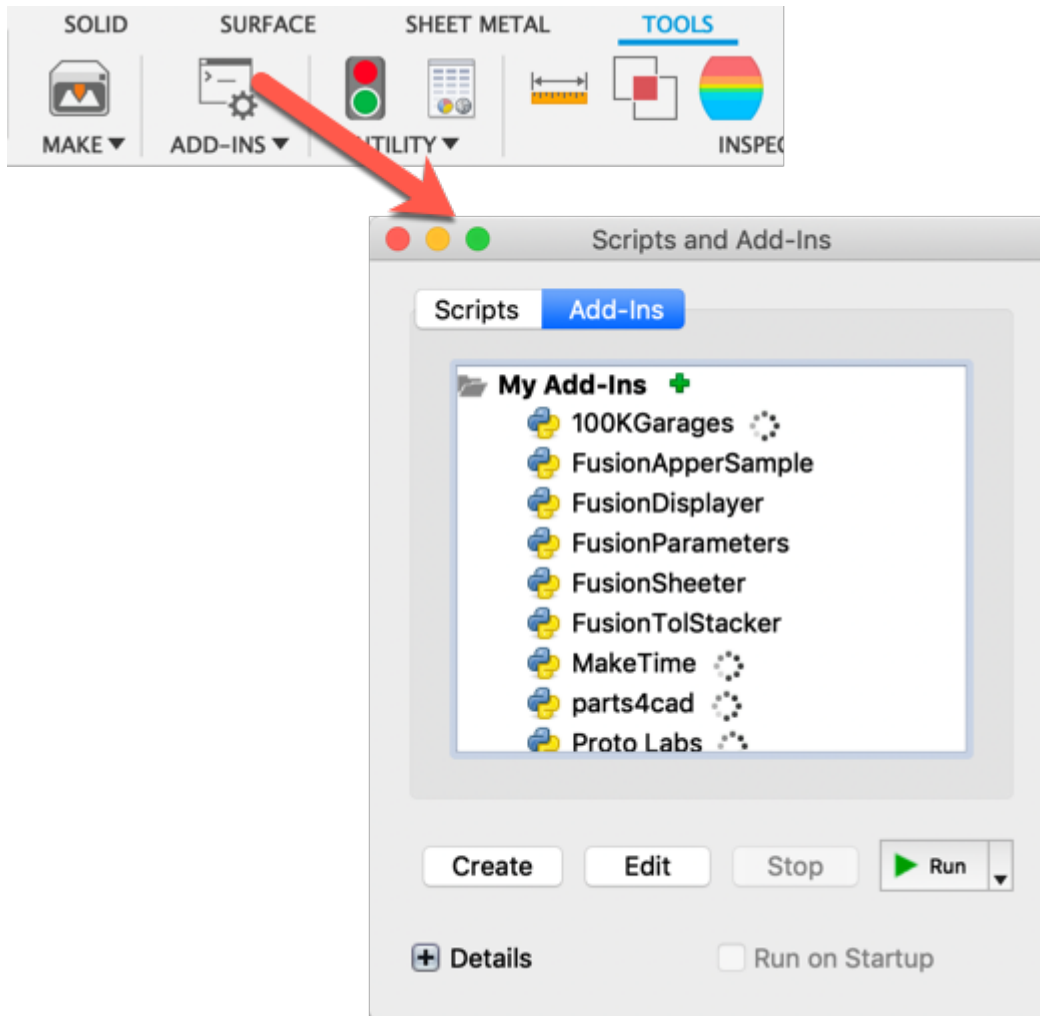 SOLID SURFACE SHEET METAL TOOLS
MAKE ADD-INS UTILITY INSPEC
Scripts and Add-Ins
Scripts Add-Ins
My Add-Ins
100KGarages
FusionApperSample
FusionDisplayer
FusionParameters
FusionSheeter
FusionTolStacker
MakeTime
parts4cad
Proto Labs
Create Edit Stop Run
Details Run on Startup